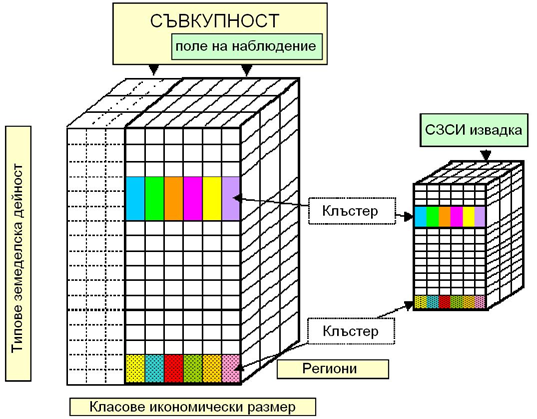 СЪВКУПНОСТ
поле на наблюдение
СЗСИ извадка
Типове земеделска дейност
Клъстер
Клъстер
Региони
Класове икономически размер